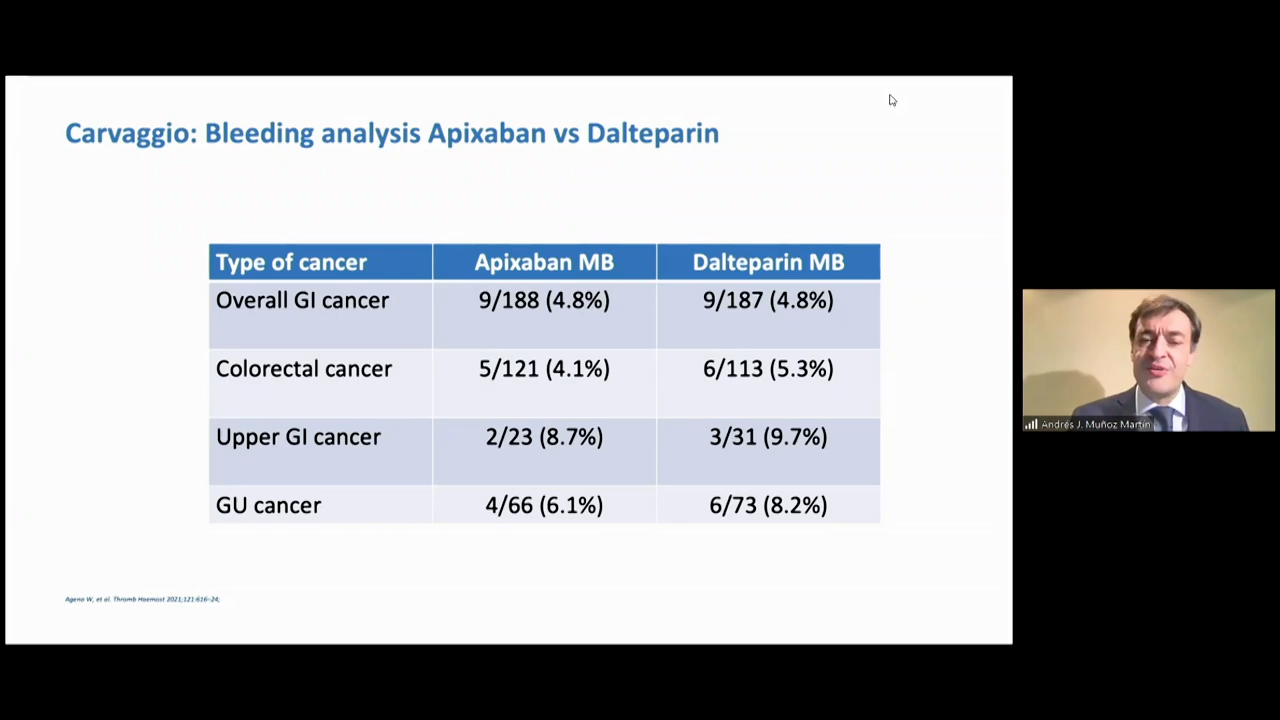 Carvaggio: Bleeding analysis Apixaban vs Dalteparin
Type of cancer Apixaban MB Dalteparin MB
Overall GI cancer 9/188 (4.8%) 9/187 (4.8%)
Colorectal cancer 5/121 (4.1%) 6/113 (5.3%)
Upper GI cancer 2/23 (8.7%) 3/31 (9.7%)
GU cancer 4/66 (6.1%) 6/73 (8.2%)
Ageno W, et al. Thromb Haemost 2021;121:616–24;
Andrés J. Muñoz Martín